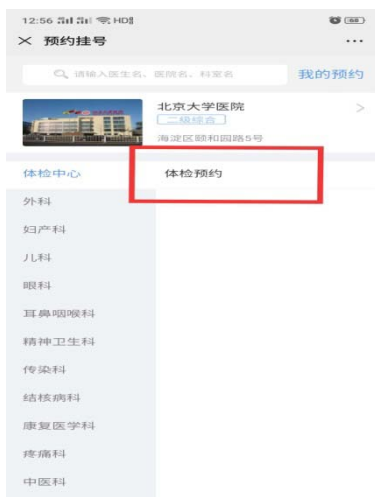 12:56 HD
68
× 预约挂号 ...
请输入医生名、医院名、科室名 我的预约
北京大学医院
二级综合
海淀区颐和园路5号
体检中心 体检预约
外科
妇产科
儿科
眼科
耳鼻咽喉科
精神卫生科
传染科
结核病科
康复医学科
疼痛科
中医科